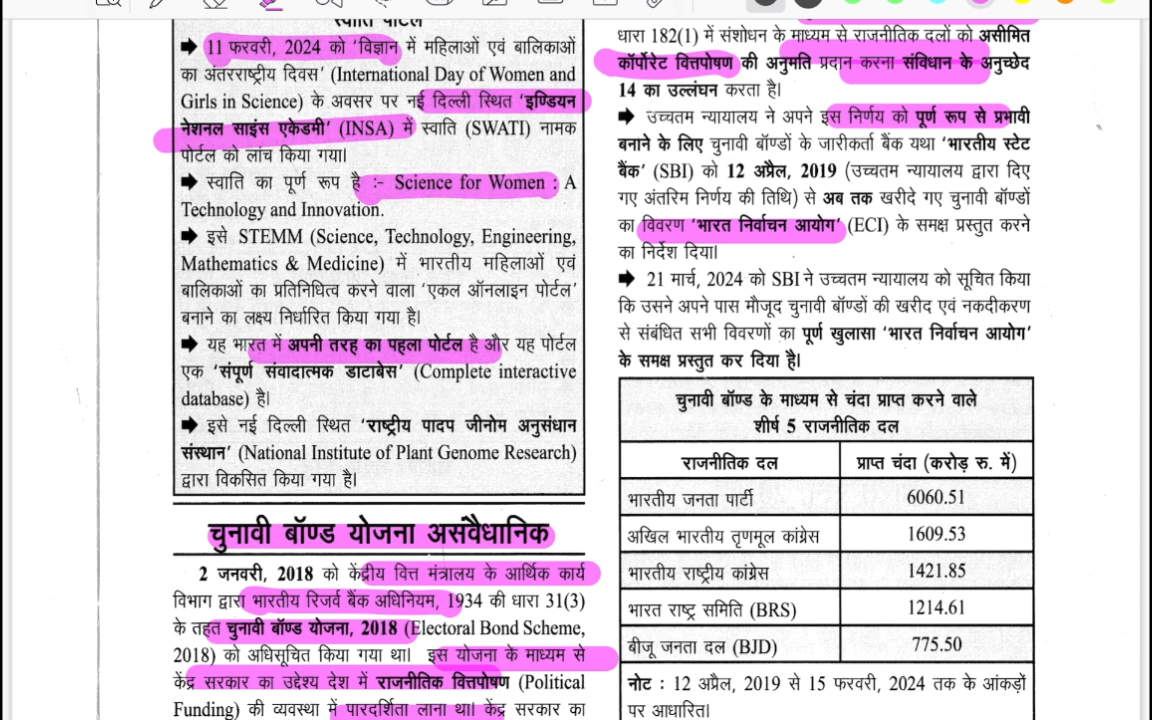 स्वाति पोर्टल
➡ 11 फरवरी, 2024 को ‘विज्ञान में महिलाओं एवं बालिकाओं
का अंतरराष्ट्रीय दिवस’ (International Day of Women and
Girls in Science) के अवसर पर नई दिल्ली स्थित ‘इण्डियन
नेशनल साइंस एकेडमी’ (INSA) में स्वाति (SWATI) नामक
पोर्टल को लांच किया गया।
➡ स्वाति का पूर्ण रूप है :- Science for Women : A
Technology and Innovation.
➡ इसे STEMM (Science, Technology, Engineering,
Mathematics & Medicine) में भारतीय महिलाओं एवं
बालिकाओं का प्रतिनिधित्व करने वाला ‘एकल ऑनलाइन पोर्टल’
बनाने का लक्ष्य निर्धारित किया गया है।
➡ यह भारत में अपनी तरह का पहला पोर्टल है और यह पोर्टल
एक ‘संपूर्ण संवादात्मक डाटाबेस’ (Complete interactive
database) है।
➡ इसे नई दिल्ली स्थित ‘राष्ट्रीय पादप जीनोम अनुसंधान
संस्थान’ (National Institute of Plant Genome Research)
द्वारा विकसित किया गया है।
चुनावी बॉण्ड योजना असंवैधानिक
2 जनवरी, 2018 को केंद्रीय वित्त मंत्रालय के आर्थिक कार्य
विभाग द्वारा भारतीय रिजर्व बैंक अधिनियम, 1934 की धारा 31(3)
के तहत चुनावी बॉण्ड योजना, 2018 (Electoral Bond Scheme,
2018) को अधिसूचित किया गया था। इस योजना के माध्यम से
केंद्र सरकार का उद्देश्य देश में राजनीतिक वित्तपोषण (Political
Funding) की व्यवस्था में पारदर्शिता लाना था। केंद्र सरकार का
धारा 182(1) में संशोधन के माध्यम से राजनीतिक दलों को असीमित
कॉर्पोरेट वित्तपोषण की अनुमति प्रदान करना संविधान के अनुच्छेद
14 का उल्लंघन करता है।
➡ उच्चतम न्यायालय ने अपने इस निर्णय को पूर्ण रूप से प्रभावी
बनाने के लिए चुनावी बॉण्डों के जारीकर्ता बैंक यथा ‘भारतीय स्टेट
बैंक’ (SBI) को 12 अप्रैल, 2019 (उच्चतम न्यायालय द्वारा दिए
गए अंतरिम निर्णय की तिथि) से अब तक खरीदे गए चुनावी बॉण्डों
का विवरण ‘भारत निर्वाचन आयोग’ (ECI) के समक्ष प्रस्तुत करने
का निर्देश दिया।
➡ 21 मार्च, 2024 को SBI ने उच्चतम न्यायालय को सूचित किया
कि उसने अपने पास मौजूद चुनावी बॉण्डों की खरीद एवं नकदीकरण
से संबंधित सभी विवरणों का पूर्ण खुलासा ‘भारत निर्वाचन आयोग’
के समक्ष प्रस्तुत कर दिया है।
चुनावी बॉण्ड के माध्यम से चंदा प्राप्त करने वाले
शीर्ष 5 राजनीतिक दल
राजनीतिक दल प्राप्त चंदा (करोड़ रु. में)
भारतीय जनता पार्टी 6060.51
अखिल भारतीय तृणमूल कांग्रेस 1609.53
भारतीय राष्ट्रीय कांग्रेस 1421.85
भारत राष्ट्र समिति (BRS) 1214.61
बीजू जनता दल (BJD) 775.50
नोट : 12 अप्रैल, 2019 से 15 फरवरी, 2024 तक के आंकड़ों
पर आधारित।